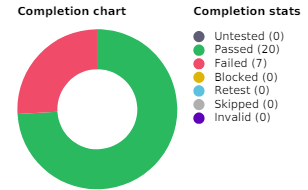 Completion chart
Completion stats
Untested (0)
Passed (20)
Failed (7)
Blocked (0)
Retest (0)
Skipped (0)
Invalid (0)